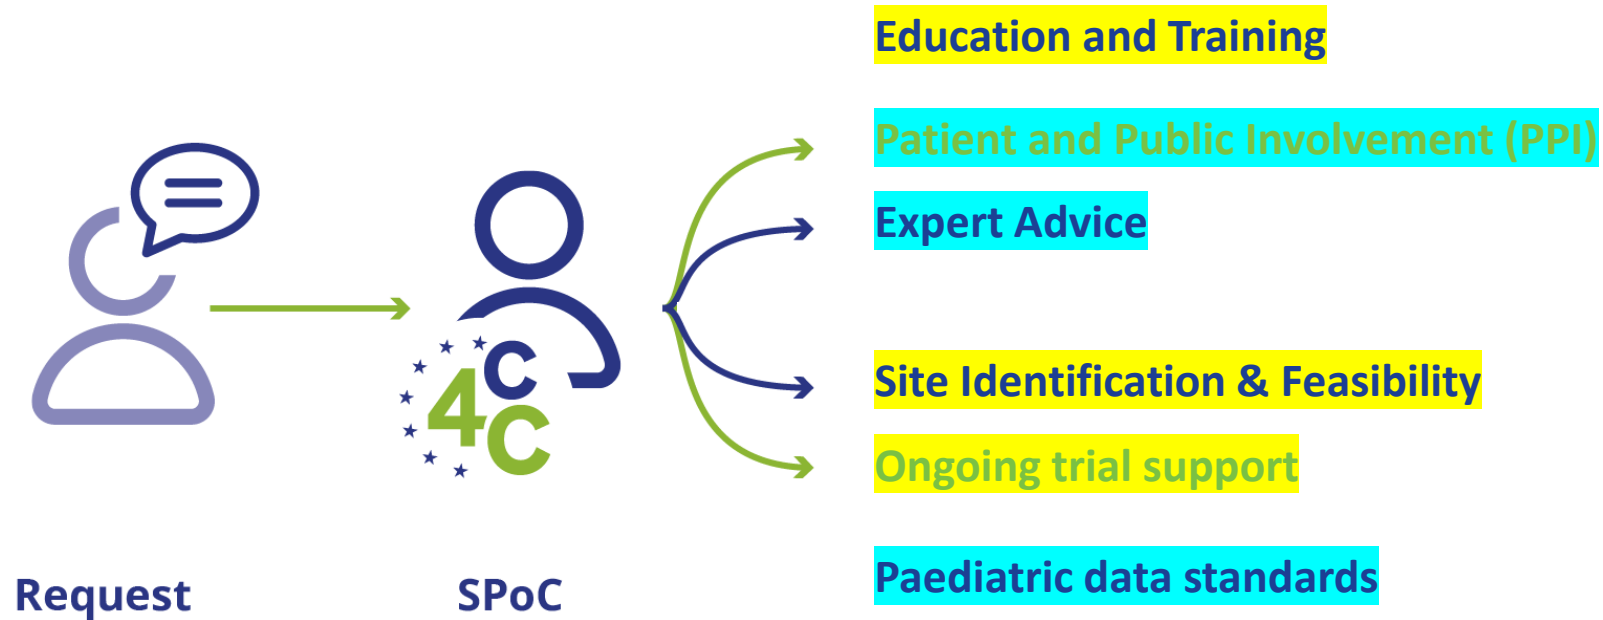 Education and Training
Patient and Public Involvement (PPI)
Expert Advice
C
4C
Site Identification & Feasibility
Ongoing trial support
Paediatric data standards
Request
SPoC